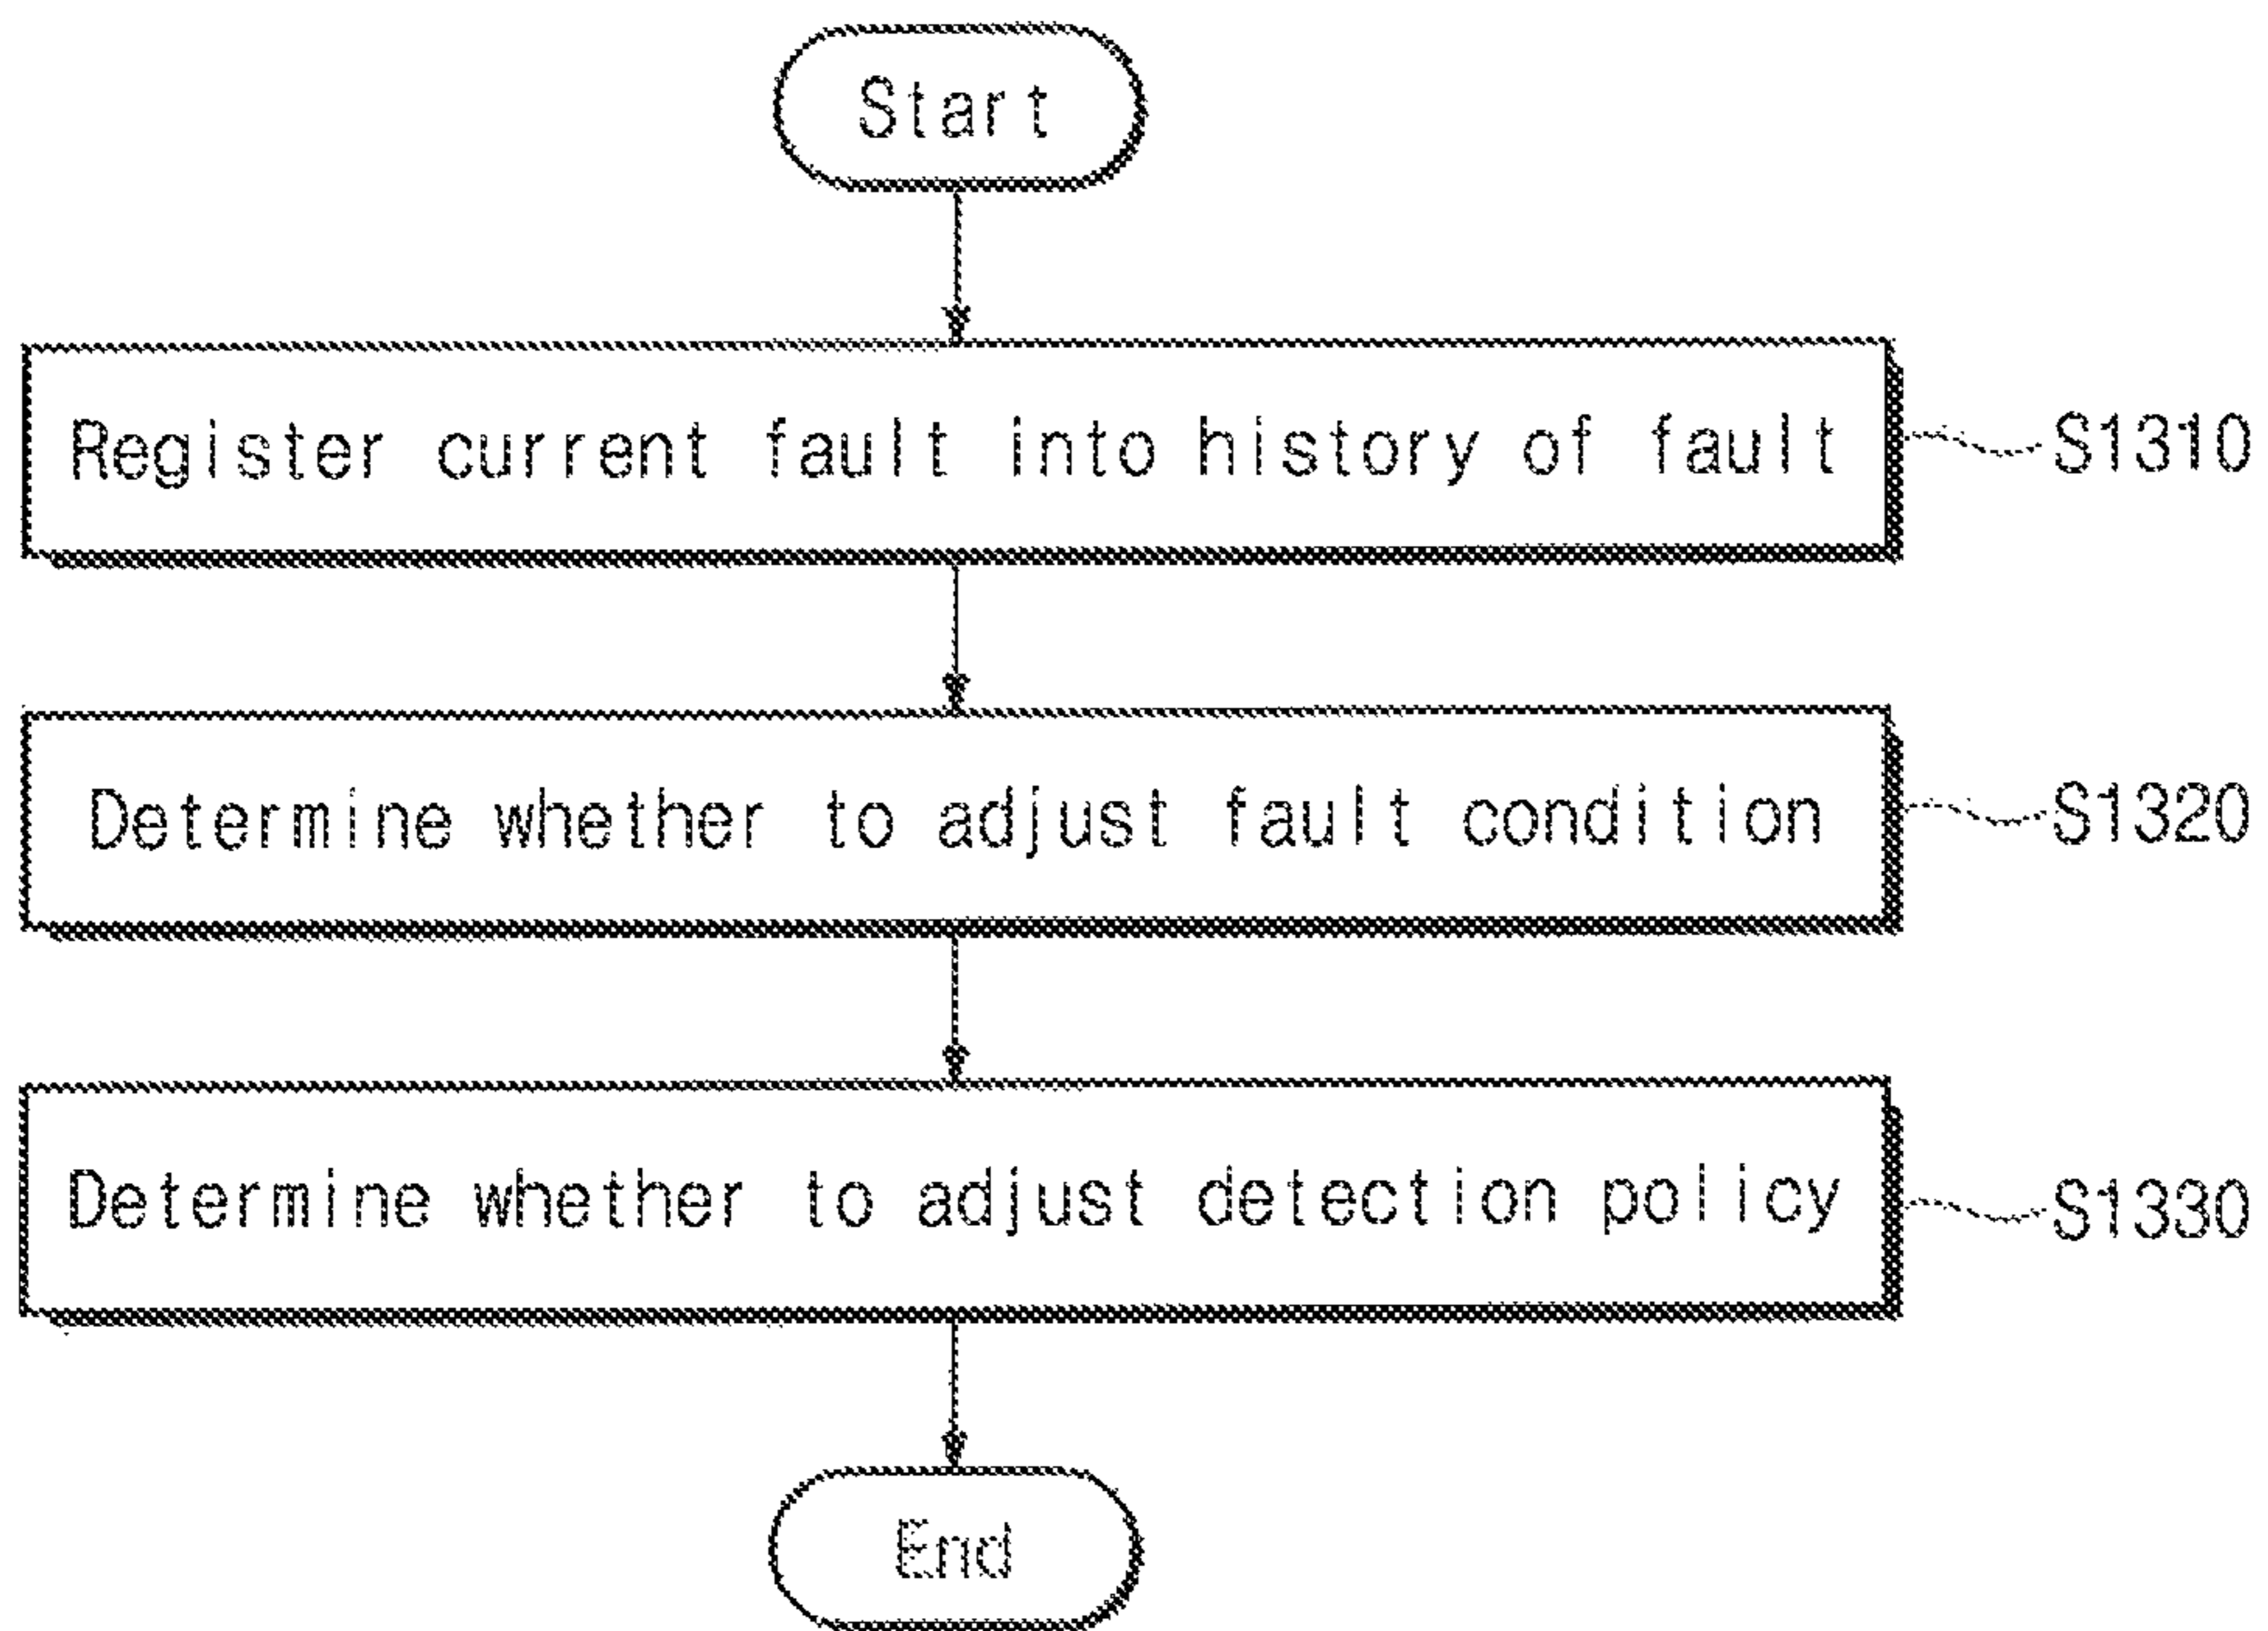 Start
Register current fault into history of fault
S1310
Determine whether to adjust fault condition
S1320
Determine whether to adjust detection policy
S1330
End